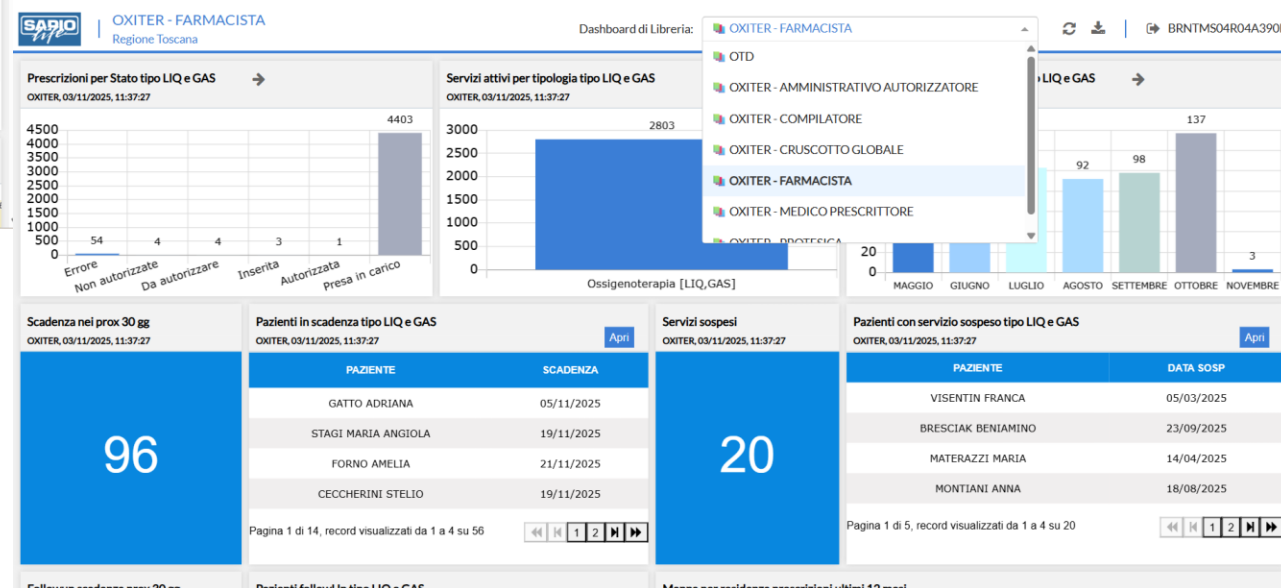 SAPIO
life
OXITER - FARMACISTA
Regione Toscana
Dashboard di Libreria:
OXITER - FARMACISTA
BRNTMS04R04A390
OTD
OXITER - AMMINISTRATIVO AUTORIZZATORE
OXITER - COMPILATORE
OXITER - CRUSCOTTO GLOBALE
OXITER - FARMACISTA
OXITER - MEDICO PRESCRITTORE
OXITER - PROTESICA
Prescrizioni per Stato tipo LIQ e GAS
OXITER, 03/11/2025, 11:37:27
4500
4000
3500
3000
2500
2000
1500
1000
500
0
54
4
4
3
1
4403
Errore
Non autorizzate
Da autorizzare
Inserita
Autorizzata
Presa in carico
Servizi attivi per tipologia tipo LIQ e GAS
OXITER, 03/11/2025, 11:37:27
3000
2500
2000
1500
1000
500
0
2803
Ossigenoterapia [LIQ,GAS]
LIQ e GAS
20
0
92
98
137
3
MAGGIO
GIUGNO
LUGLIO
AGOSTO
SETTEMBRE
OTTOBRE
NOVEMBRE
Scadenza nei prox 30 gg
OXITER, 03/11/2025, 11:37:27
96
Pazienti in scadenza tipo LIQ e GAS
OXITER, 03/11/2025, 11:37:27
Apri
PAZIENTE SCADENZA
GATTO ADRIANA 05/11/2025
STAGI MARIA ANGIOLA 19/11/2025
FORNO AMELIA 21/11/2025
CECCHERINI STELIO 19/11/2025
Pagina 1 di 14, record visualizzati da 1 a 4 su 56
1 2
Servizi sospesi
OXITER, 03/11/2025, 11:37:27
20
Pazienti con servizio sospeso tipo LIQ e GAS
OXITER, 03/11/2025, 11:37:27
Apri
PAZIENTE DATA SOSP
VISENTIN FRANCA 05/03/2025
BRESCIAK BENIAMINO 23/09/2025
MATERAZZI MARIA 14/04/2025
MONTIANI ANNA 18/08/2025
Pagina 1 di 5, record visualizzati da 1 a 4 su 20
1 2